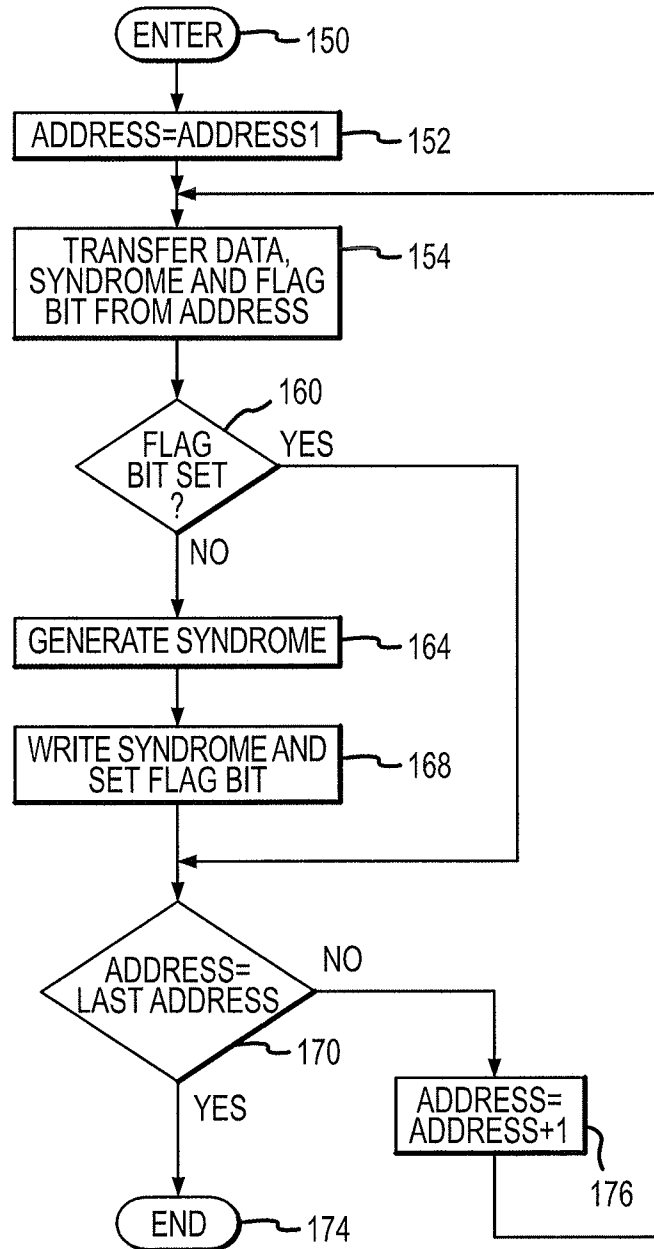 ENTER
150
ADDRESS=ADDRESS1
152
TRANSFER DATA,
SYNDROME AND FLAG
BIT FROM ADDRESS
154
160
FLAG
BIT SET
?
YES
NO
GENERATE SYNDROME
164
WRITE SYNDROME AND
SET FLAG BIT
168
ADDRESS=
LAST ADDRESS
NO
170
YES
ADDRESS=
ADDRESS+1
176
END
174